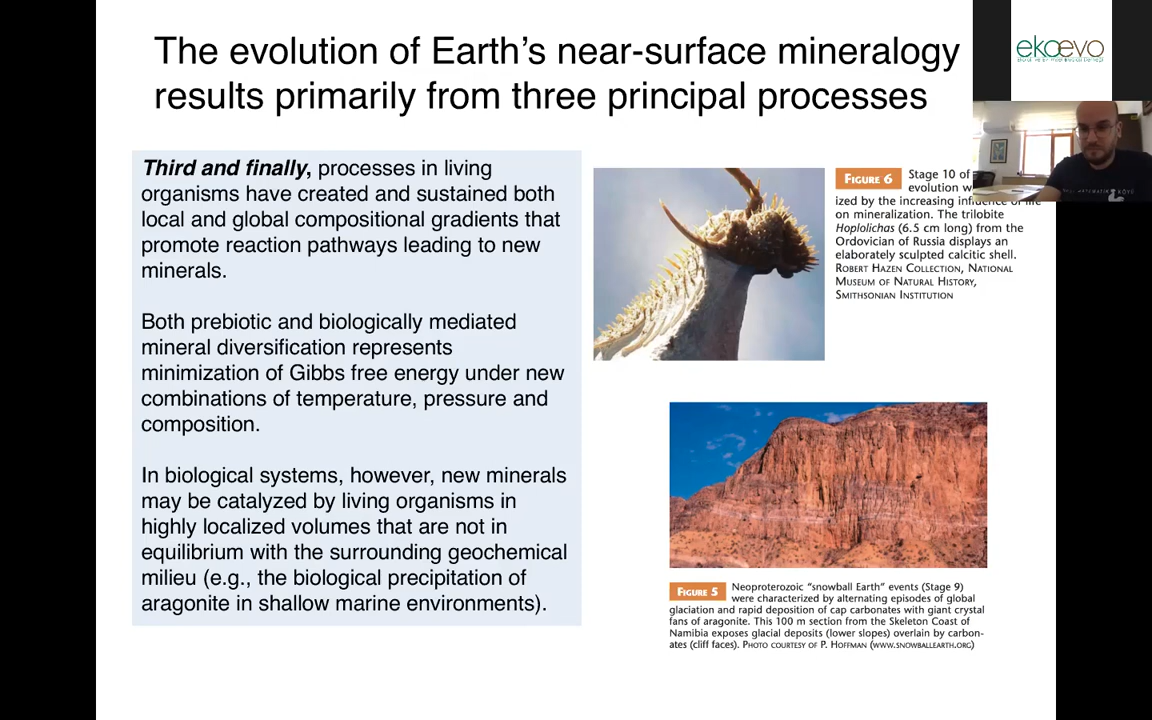 The evolution of Earth's near-surface mineralogy
results primarily from three principal processes
Third and finally, processes in living
organisms have created and sustained both
local and global compositional gradients that
promote reaction pathways leading to new
minerals.
Both prebiotic and biologically mediated
mineral diversification represents
minimization of Gibbs free energy under new
combinations of temperature, pressure and
composition.
In biological systems, however, new minerals
may be catalyzed by living organisms in
highly localized volumes that are not in
equilibrium with the surrounding geochemical
milieu (e.g., the biological precipitation of
aragonite in shallow marine environments).
FIGURE 6 Stage 10 of
evolution w
ized by the increasing influence of life
on mineralization. The trilobite
Hoplolichas (6.5 cm long) from the
Ordovician of Russia displays an
elaborately sculpted calcitic shell.
ROBERT HAZEN COLLECTION, NATIONAL
MUSEUM OF NATURAL HISTORY,
SMITHSONIAN INSTITUTION
FIGURE 5 Neoproterozoic "snowball Earth" events (Stage 9)
were characterized by alternating episodes of global
glaciation and rapid deposition of cap carbonates with giant crystal
fans of aragonite. This 100 m section from the Skeleton Coast of
Namibia exposes glacial deposits (lower slopes) overlain by carbon-
ates (cliff faces). PHOTO COURTESY OF P. HOFFMAN (WWW.SNOWBALLEARTH.ORG)
ekoevo